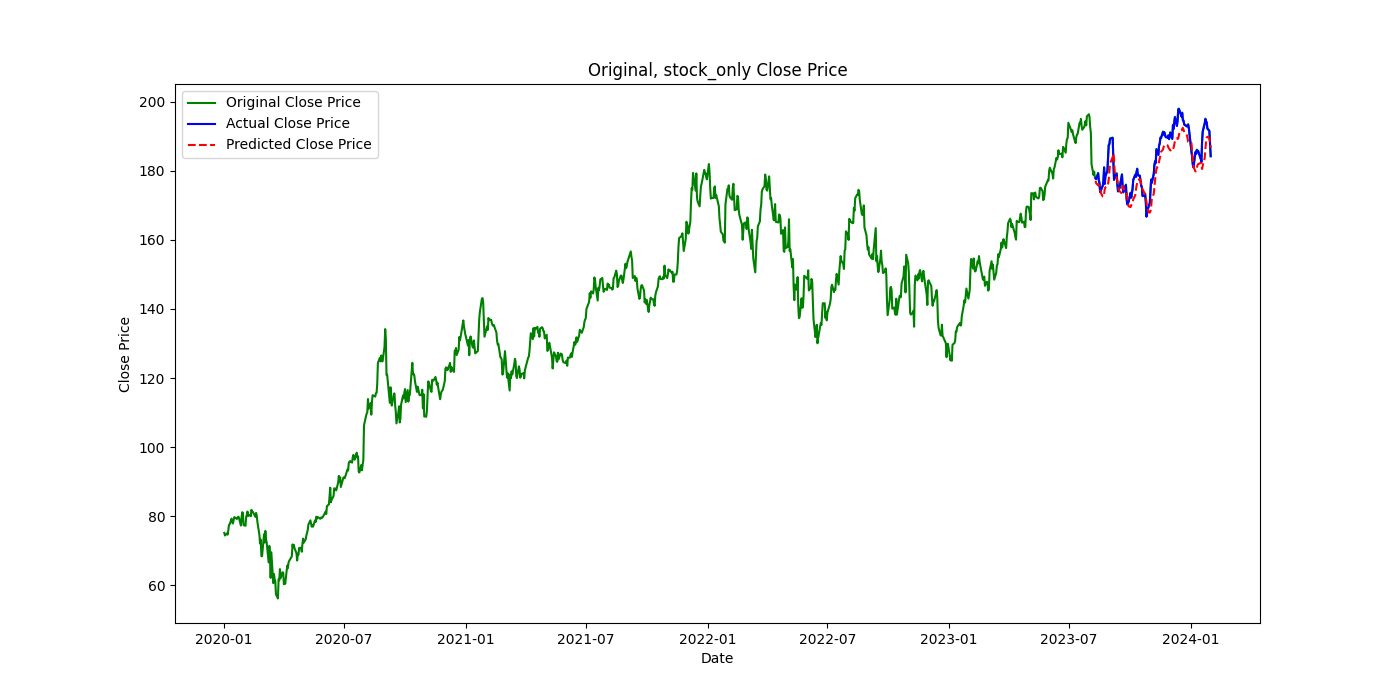 Original, stock_only Close Price
Original Close Price
Actual Close Price
Predicted Close Price
Close Price
200
180
160
140
120
100
80
60
2020-01 2020-07 2021-01 2021-07 2022-01 2022-07 2023-01 2023-07 2024-01
Date